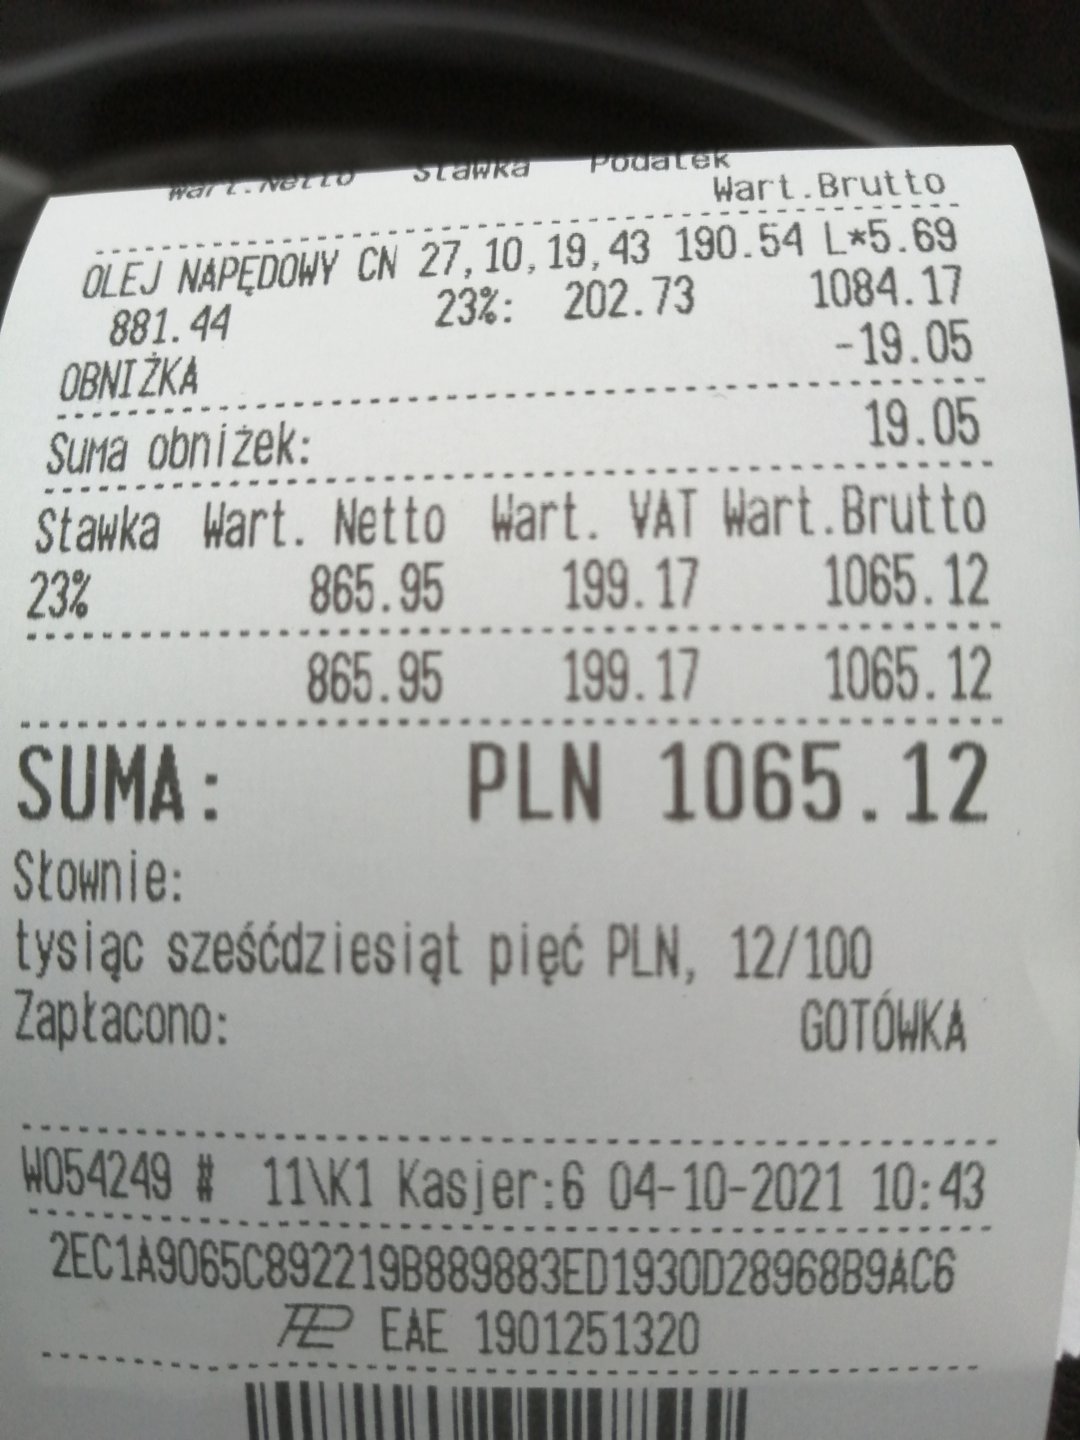 Wart.Netto Stawka Podatek
Wart.Brutto
OLEJ NAPĘDOWY CN 27,10,19,43 190.54 L*5.69
881.44 23%: 202.73 1084.17
OBNIŻKA -19.05
Suma obniżek: 19.05
Stawka Wart. Netto Wart. VAT Wart.Brutto
23% 865.95 199.17 1065.12
865.95 199.17 1065.12
SUMA: PLN 1065.12
Słownie:
tysiąc sześćdziesiąt pięć PLN, 12/100
Zapłacono: GOTÓWKA
W054249 # 11\K1 Kasjer:6 04-10-2021 10:43
2EC1A9065C892219B889883ED1930D28968B9AC6
EAE 1901251320